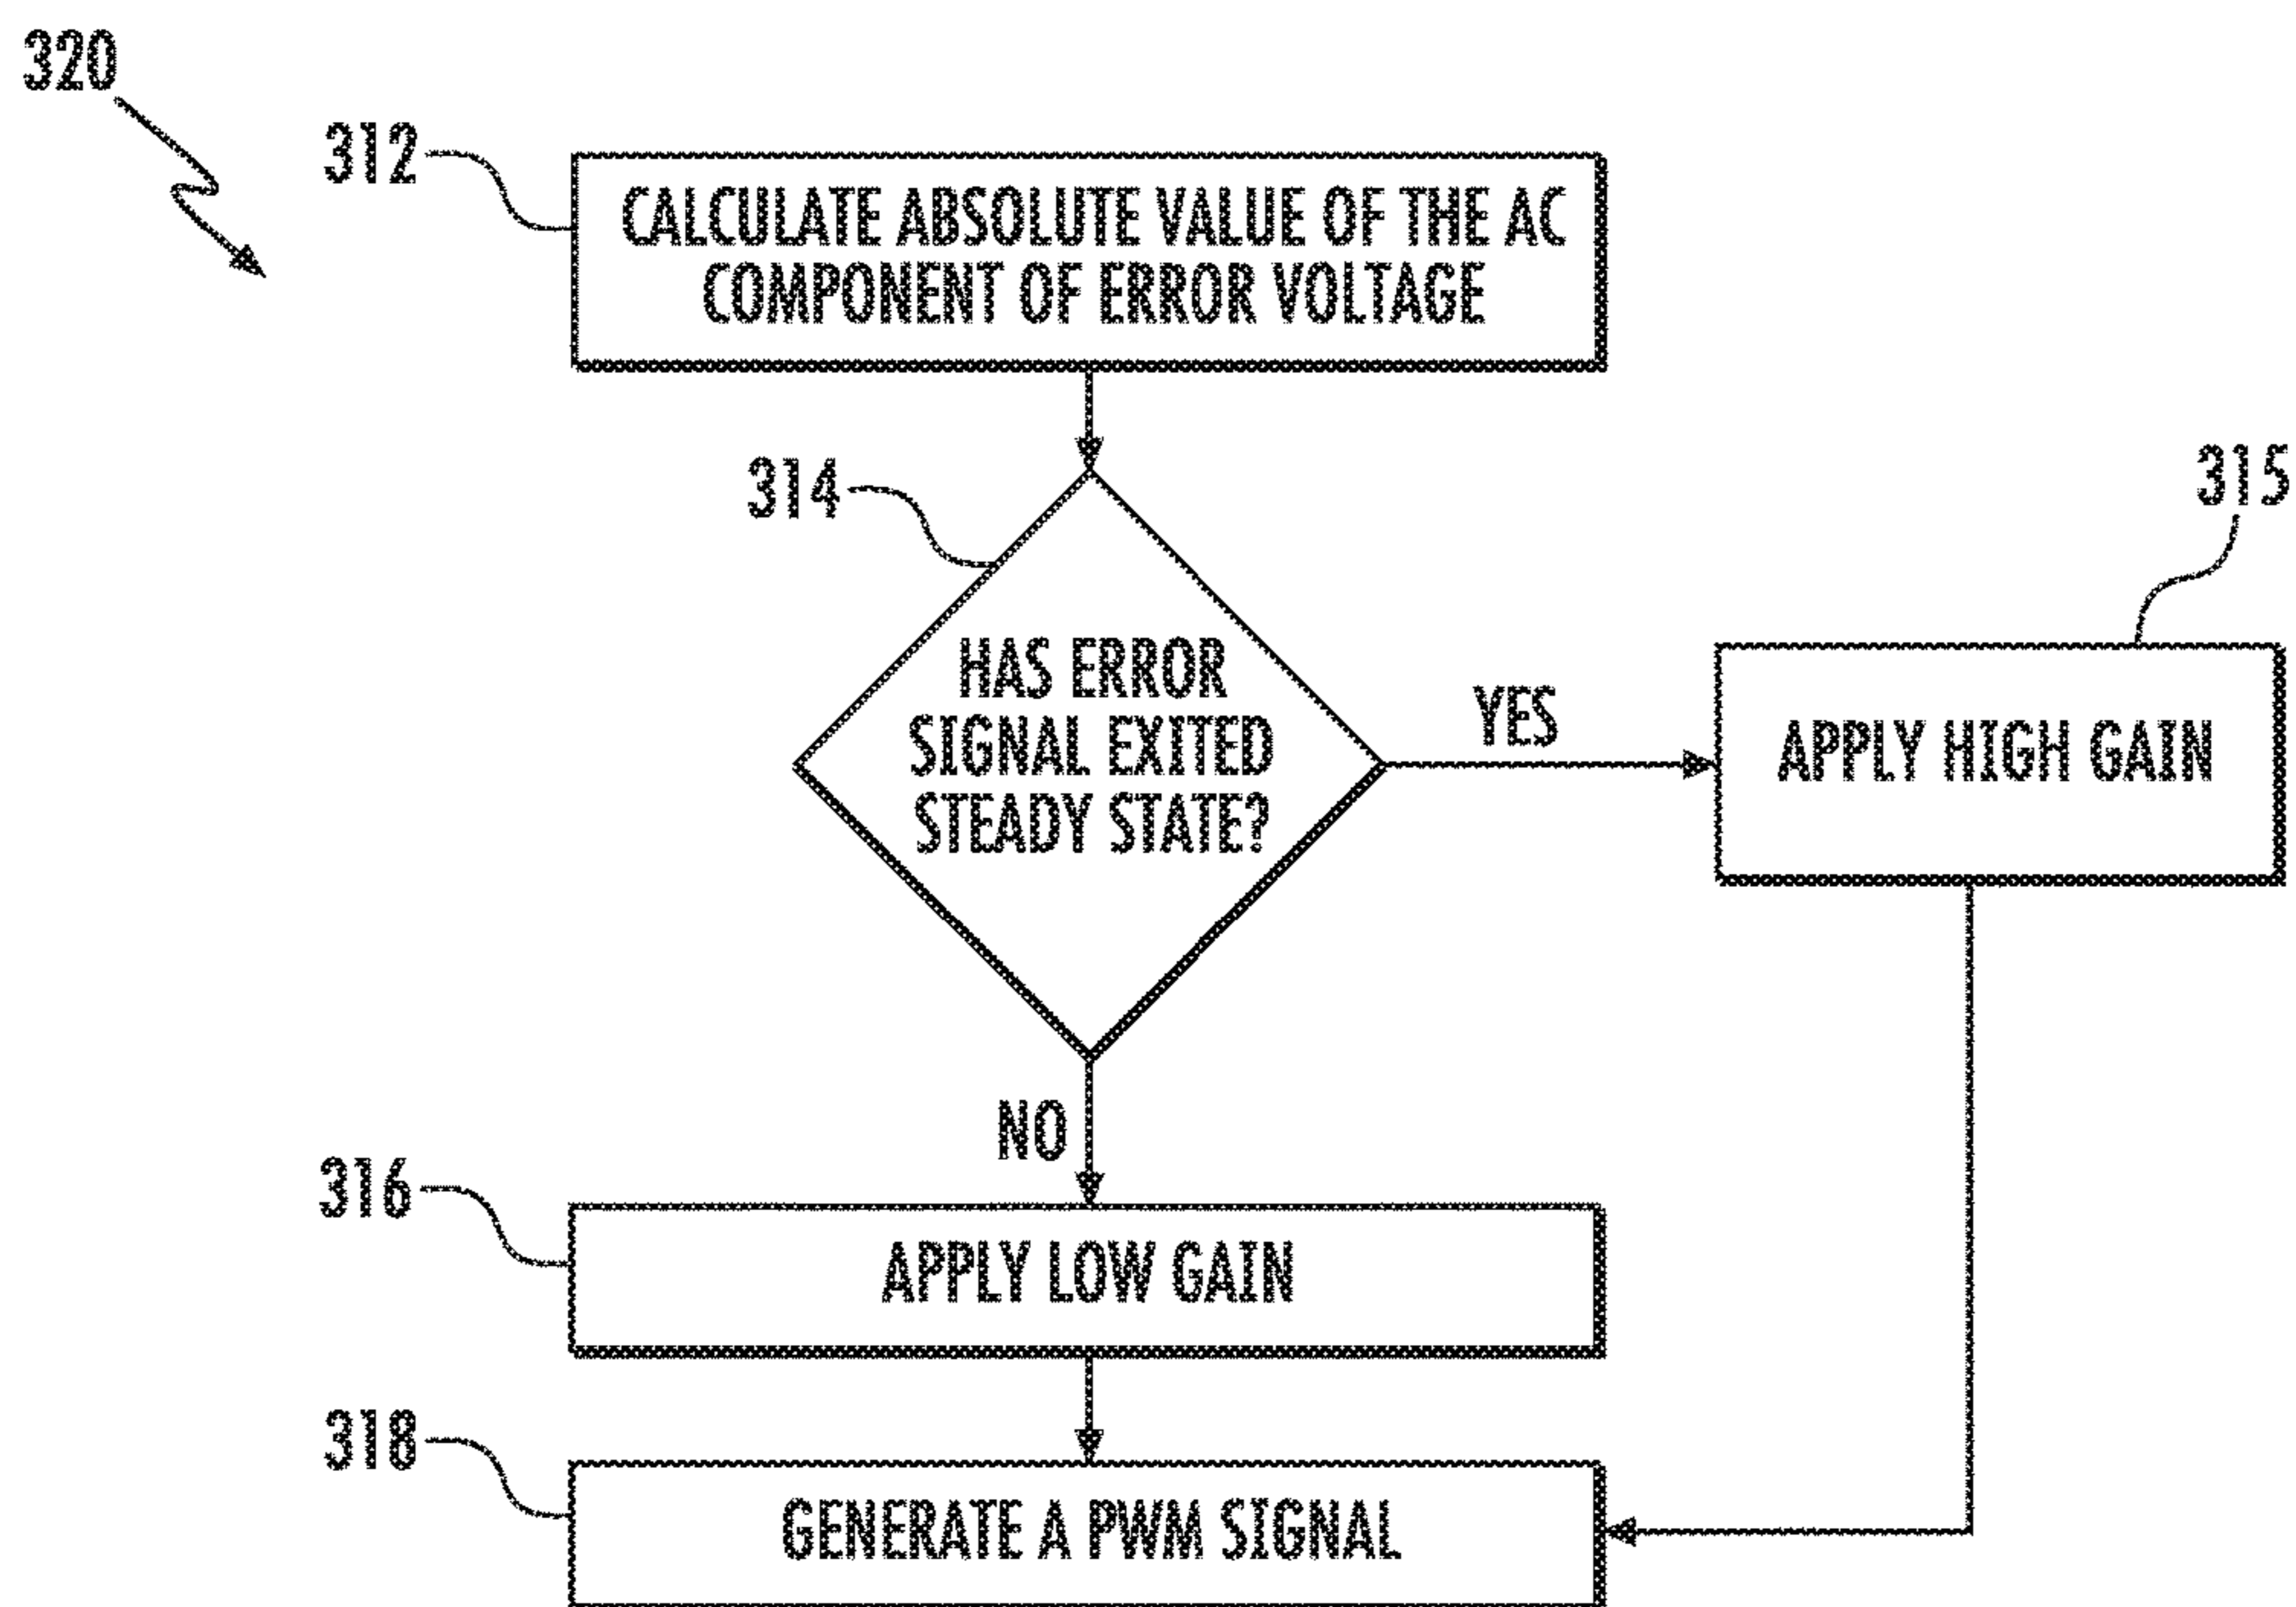 320
312
CALCULATE ABSOLUTE VALUE OF THE AC
COMPONENT OF ERROR VOLTAGE
314
315
HAS ERROR
SIGNAL EXITED
STEADY STATE?
YES
APPLY HIGH GAIN
NO
316
APPLY LOW GAIN
318
GENERATE A PWM SIGNAL